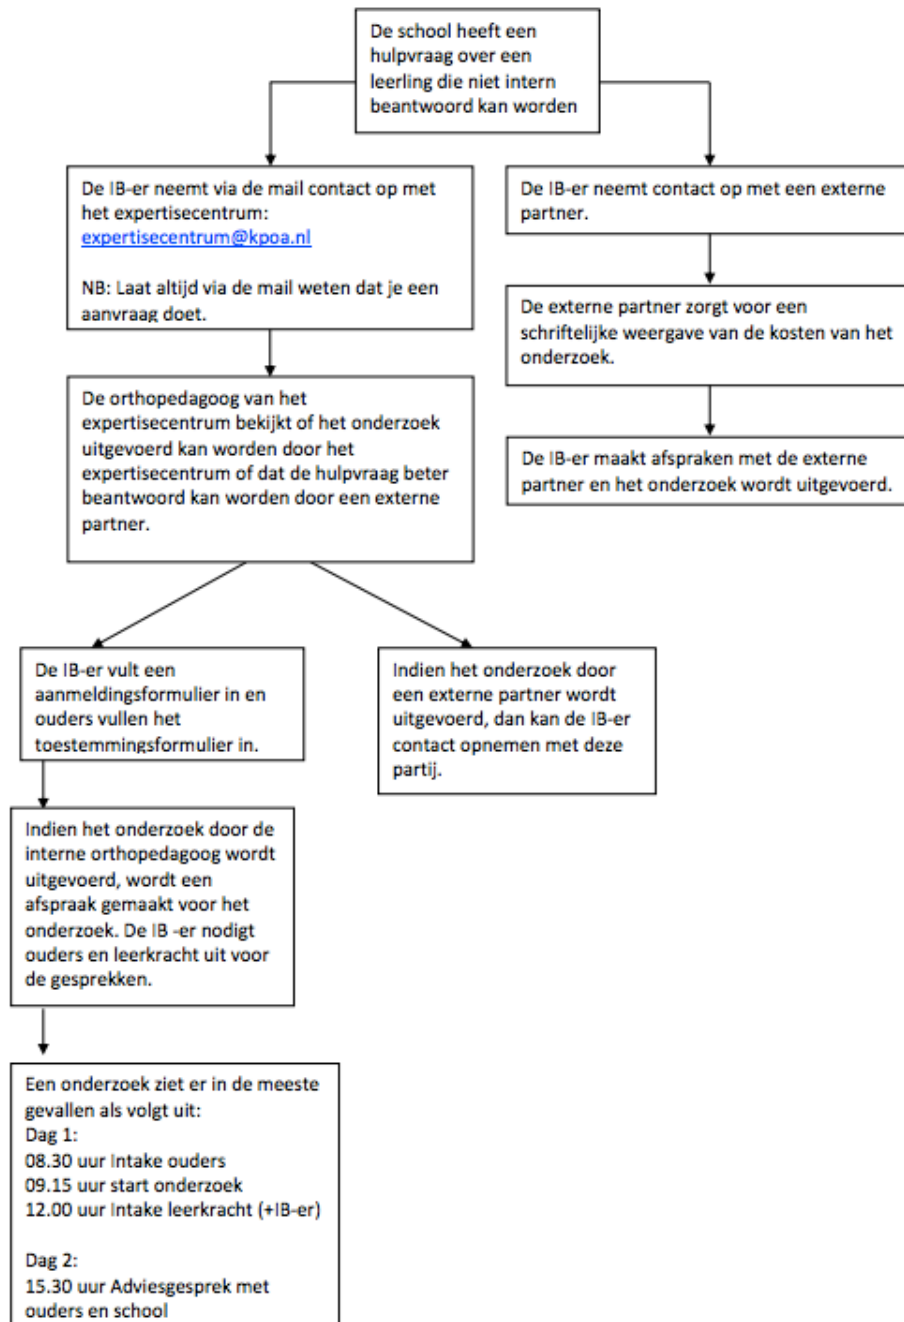 De school heeft een
hulpvraag over een
leerling die niet intern
beantwoord kan worden
De IB-er neemt via de mail contact op met
het expertisecentrum:
expertisecentrum@kpoa.nl
NB: Laat altijd via de mail weten dat je een
aanvraag doet.
De IB-er neemt contact op met een externe
partner.
De externe partner zorgt voor een
schriftelijke weergave van de kosten van het
onderzoek.
De orthopedagoog van het
expertisecentrum bekijkt of het onderzoek
uitgevoerd kan worden door het
expertisecentrum of dat de hulpvraag beter
beantwoord kan worden door een externe
partner.
De IB-er maakt afspraken met de externe
partner en het onderzoek wordt uitgevoerd.
De IB-er vult een
aanmeldingsformulier in en
ouders vullen het
toestemmingsformulier in.
Indien het onderzoek door
een externe partner wordt
uitgevoerd, dan kan de IB-er
contact opnemen met deze
partij.
Indien het onderzoek door de
interne orthopedagoog wordt
uitgevoerd, wordt een
afspraak gemaakt voor het
onderzoek. De IB -er nodigt
ouders en leerkracht uit voor
de gesprekken.
Een onderzoek ziet er in de meeste
gevallen als volgt uit:
Dag 1:
08.30 uur Intake ouders
09.15 uur start onderzoek
12.00 uur Intake leerkracht (+IB-er)
Dag 2:
15.30 uur Adviesgesprek met
ouders en school